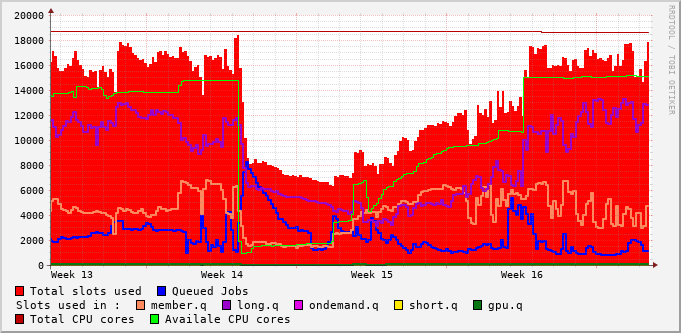 20000
18000
16000
14000
12000
10000
8000
6000
4000
2000
0
Week 13 Week 14 Week 15 Week 16
RRDTOOL / TOBI OETIKER
Total slots used Queued Jobs
Slots used in : member.q long.q ondemand.q short.q gpu.q
Total CPU cores Availale CPU cores